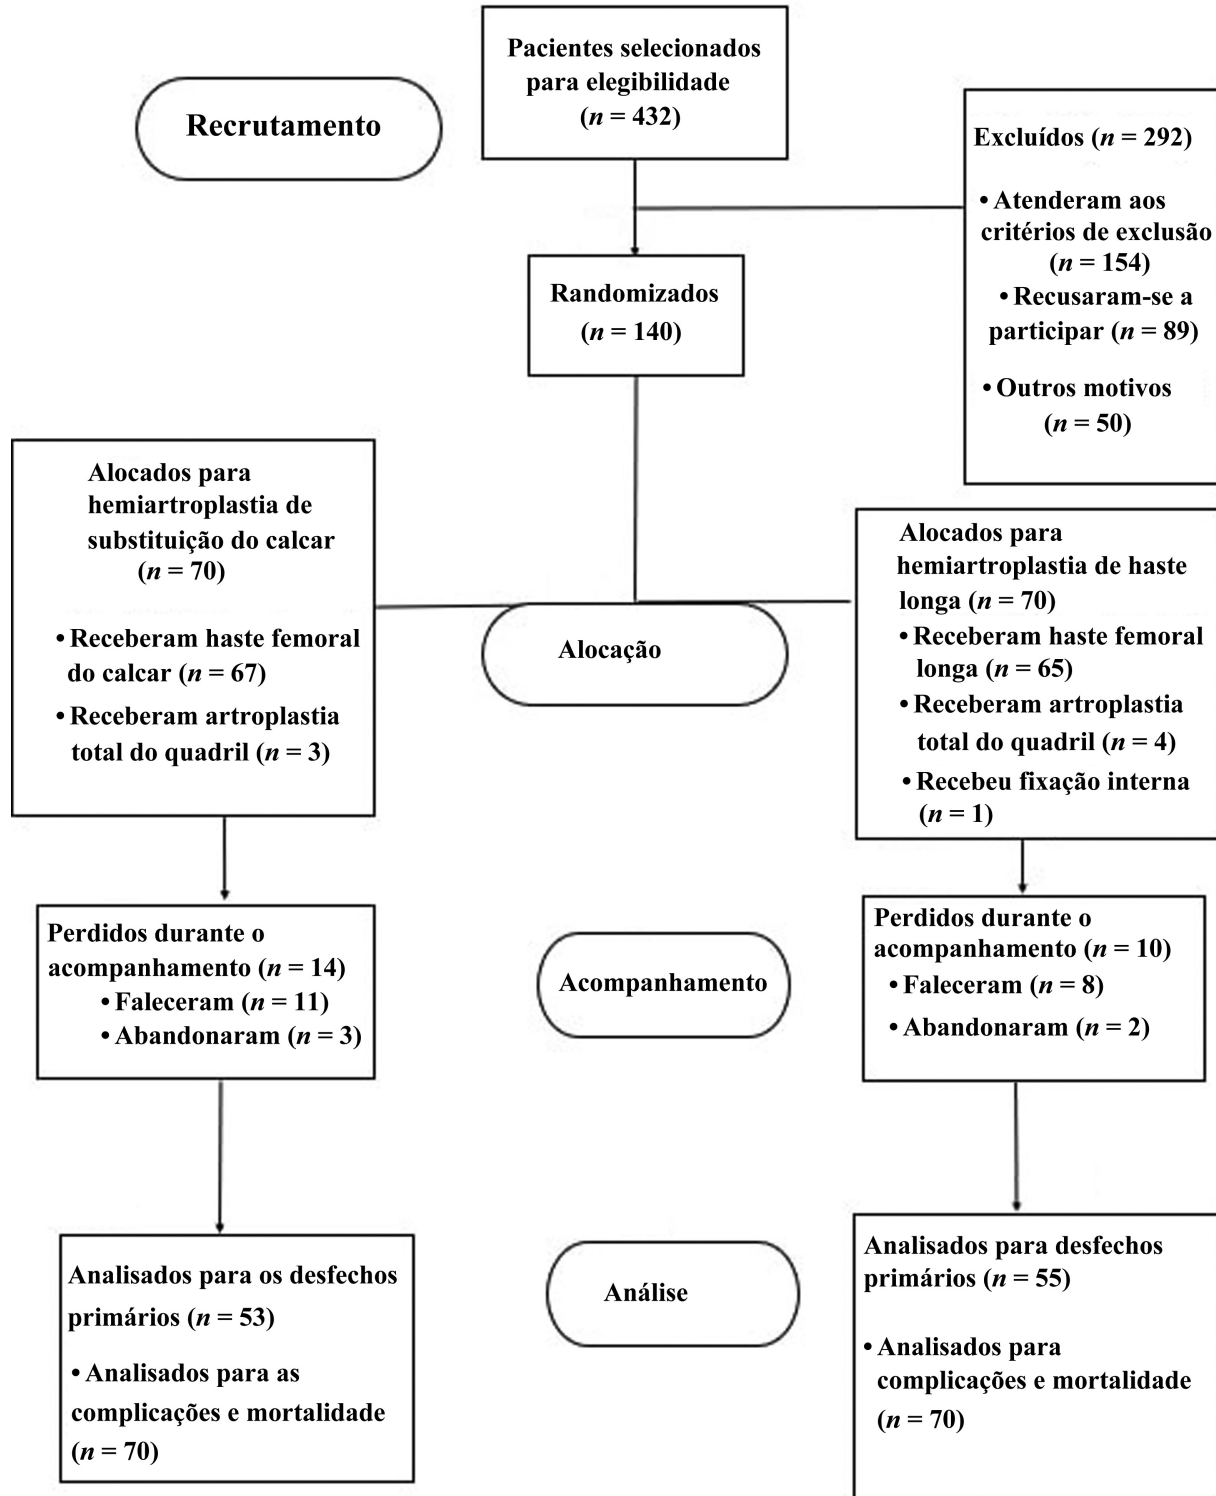 Pacientes selecionados
para elegibilidade
(n = 432)
Recrutamento
Excluídos (n = 292)
• Atenderam aos
critérios de exclusão
(n = 154)
• Recusaram-se a
participar (n = 89)
• Outros motivos
(n = 50)
Randomizados
(n = 140)
Alocados para
hemiartroplastia de
substituição do calcar
(n = 70)
• Receberam haste femoral
do calcar (n = 67)
• Receberam artroplastia
total do quadril (n = 3)
Alocação
Alocados para
hemiartroplastia de haste
longa (n = 70)
• Receberam haste femoral
longa (n = 65)
• Receberam artroplastia
total do quadril (n = 4)
• Recebeu fixação interna
(n = 1)
Perdidos durante o
acompanhamento (n = 14)
• Faleceram (n = 11)
• Abandonaram (n = 3)
Acompanhamento
Perdidos durante o
acompanhamento (n = 10)
• Faleceram (n = 8)
• Abandonaram (n = 2)
Analisados para os desfechos
primários (n = 53)
• Analisados para as
complicações e mortalidade
(n = 70)
Análise
Analisados para desfechos
primários (n = 55)
• Analisados para
complicações e mortalidade
(n = 70)